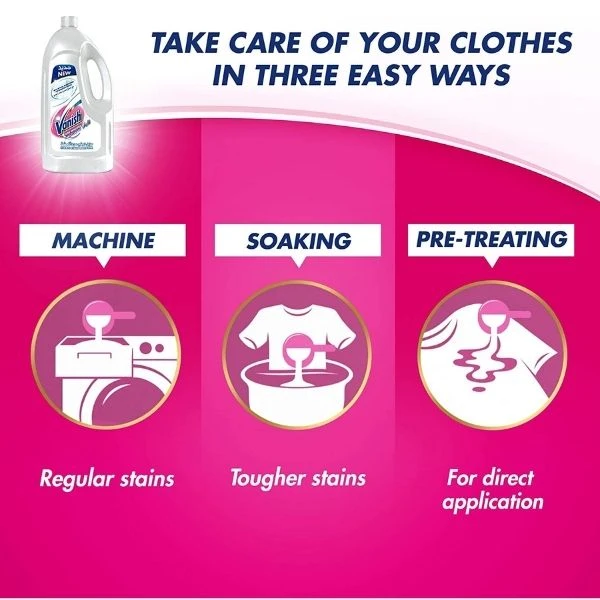 TAKE CARE OF YOUR CLOTHES
IN THREE EASY WAYS
جديد
New
Vanish
MACHINE
SOAKING
PRE-TREATING
Regular stains
Tougher stains
For direct
application